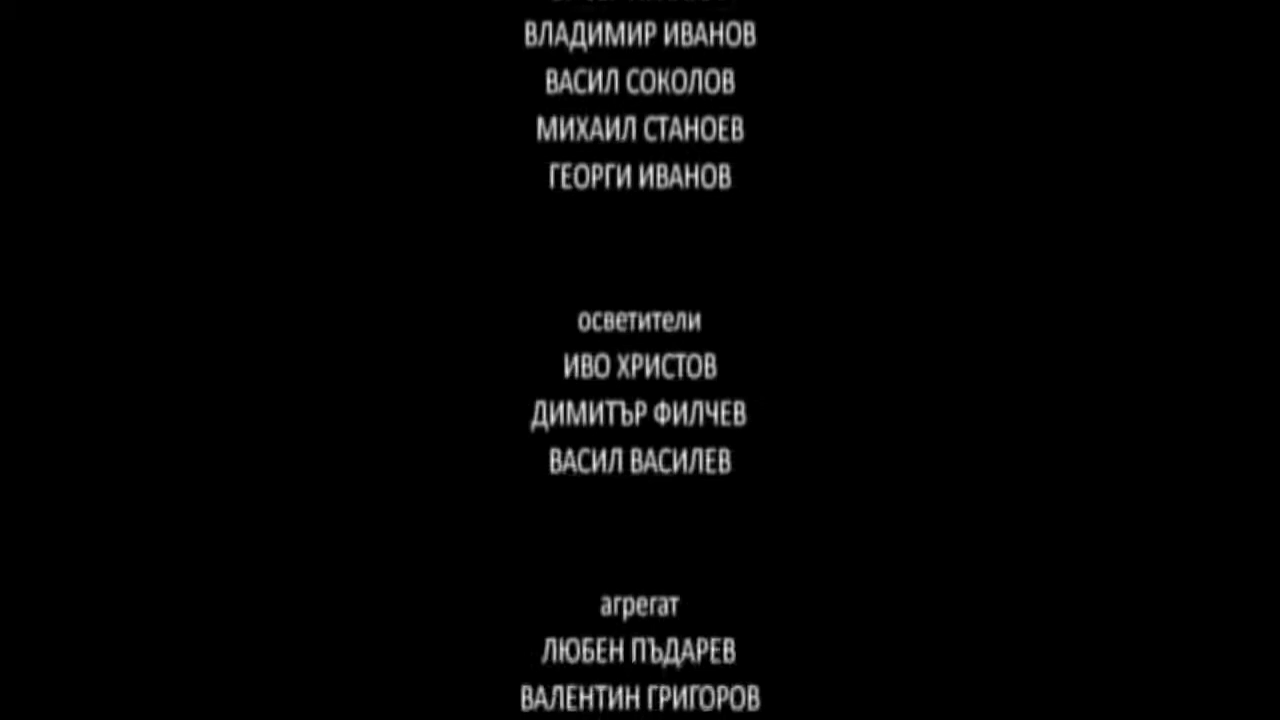 ВЛАДИМИР ИВАНОВ
ВАСИЛ СОКОЛОВ
МИХАИЛ СТАНОЕВ
ГЕОРГИ ИВАНОВ
осветители
ИВО ХРИСТОВ
ДИМИТЪР ФИЛЧЕВ
ВАСИЛ ВАСИЛЕВ
агрегат
ЛЮБЕН ПЪДАРЕВ
ВАЛЕНТИН ГРИГОРОВ